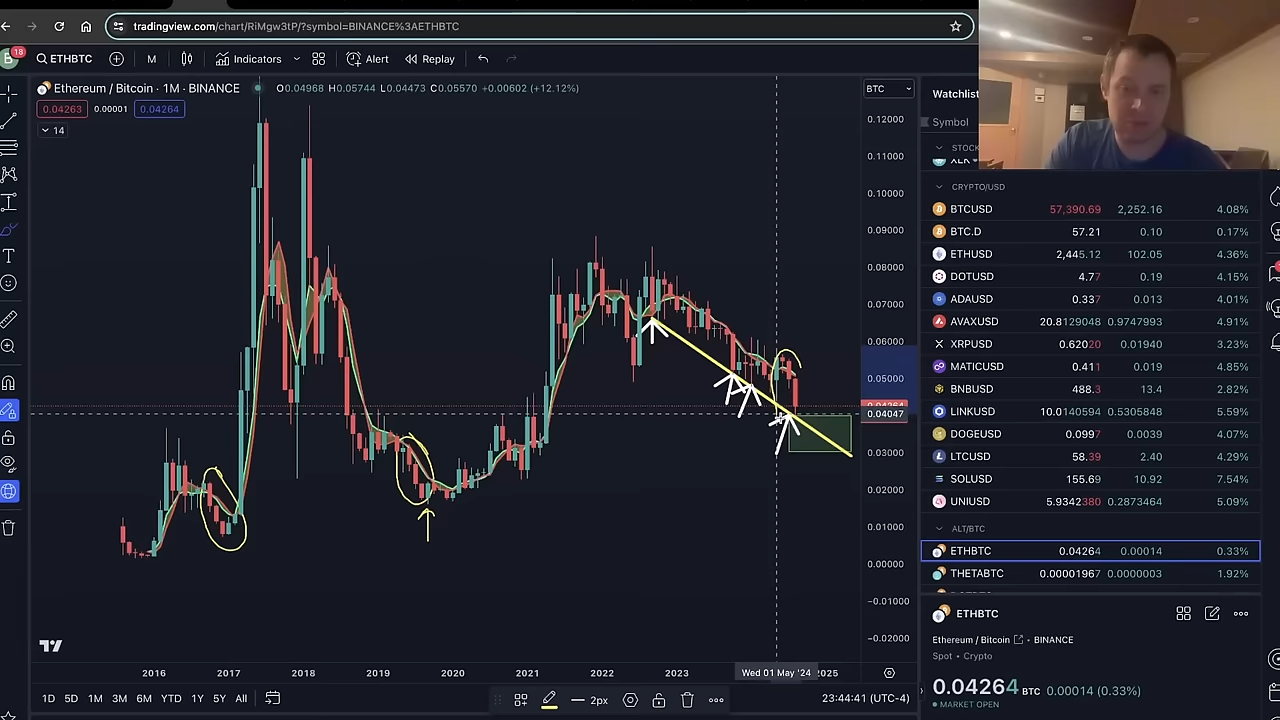 tradingview.com/chart/RiMgw3tP/?symbol=BINANCE%3AETHBTC
18 ETHBTC M Indicators Alert Replay
Ethereum / Bitcoin · 1M · BINANCE O0.04968 H0.05744 L0.04473 C0.05570 +0.00602 (+12.12%)
0.04263 0.00001 0.04264
14
BTC
0.12000
0.11000
0.10000
0.09000
0.08000
0.07000
0.06000
0.05000
0.04047
0.03000
0.02000
0.01000
0.00000
−0.01000
−0.02000
2016 2017 2018 2019 2020 2021 2022 2023 Wed 01 May '24 2025
1D 5D 1M 3M 6M YTD 1Y 5Y All 2px 23:44:41 (UTC-4)
Watchlist
Symbol
CRYPTO/USD
BTCUSD 57,390.69 2,252.16 4.08%
BTC.D 57.21 0.10 0.17%
ETHUSD 2,445.12 102.05 4.36%
DOTUSD 4.77 0.19 4.15%
ADAUSD 0.337 0.013 4.01%
AVAXUSD 20.8129048 0.9747993 4.91%
XRPUSD 0.62020 0.01940 3.23%
MATICUSD 0.411 0.019 4.85%
BNBUSD 488.3 13.4 2.82%
LINKUSD 10.0140594 0.5305848 5.59%
DOGEUSD 0.0997 0.0039 4.07%
LTCUSD 58.39 2.40 4.29%
SOLUSD 155.69 10.92 7.54%
UNIUSD 5.9342380 0.2873464 5.09%
ALT/BTC
ETHBTC 0.04264 0.00014 0.33%
THETABTC 0.00001967 0.0000003 1.92%
ETHBTC
Ethereum / Bitcoin • BINANCE
Spot • Crypto
0.04264 BTC 0.00014 (0.33%)
MARKET OPEN